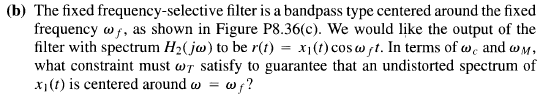 (b) The fixed frequency-selective filter is a bandpass type centered around the fixed
frequency ω_f, as shown in Figure P8.36(c). We would like the output of the
filter with spectrum H₂(jω) to be r(t) = x₁(t) cos ω_f t. In terms of ω_c and ω_M,
what constraint must ω_T satisfy to guarantee that an undistorted spectrum of
x₁(t) is centered around ω = ω_f?